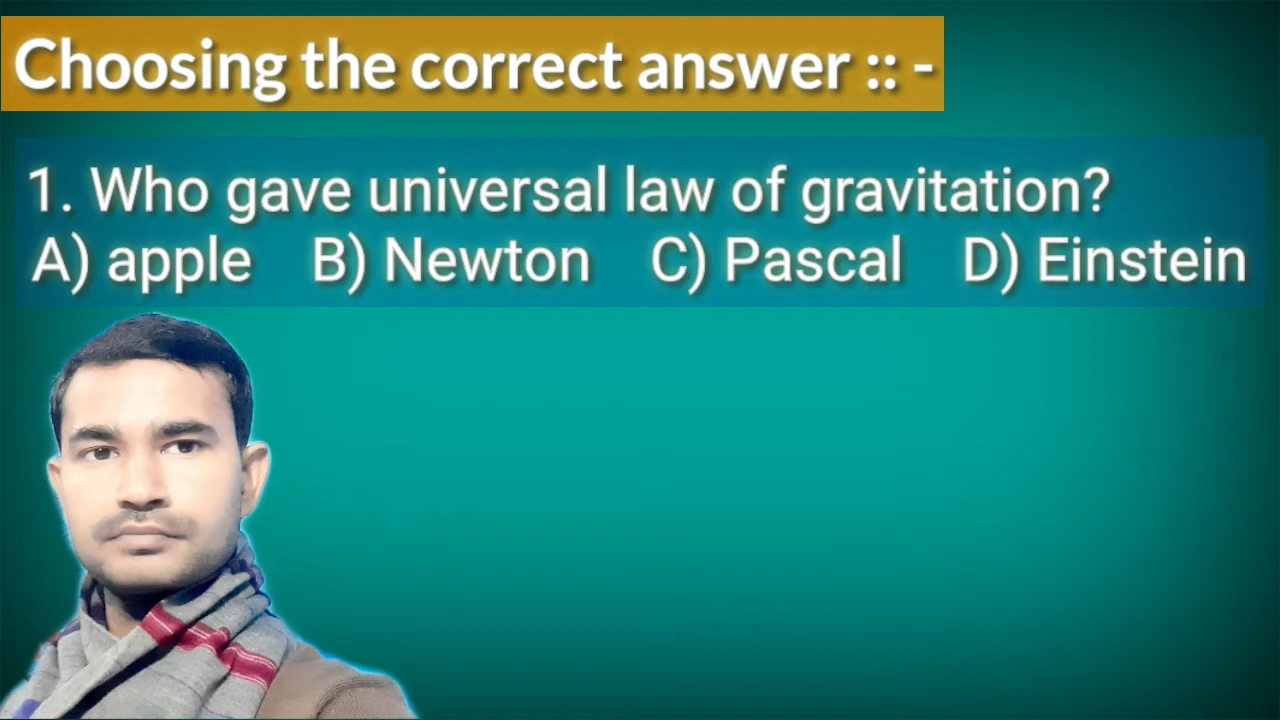 Choosing the correct answer :: -
1. Who gave universal law of gravitation?
A) apple B) Newton C) Pascal D) Einstein